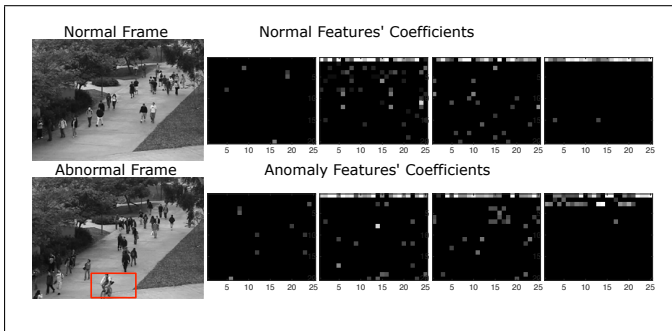 Normal Frame
Normal Features' Coefficients
5 10 15 20 25 5 10 15 20 25 5 10 15 20 25 5 10 15 20 25
Abnormal Frame
Anomaly Features' Coefficients
5 10 15 20 25 5 10 15 20 25 5 10 15 20 25 5 10 15 20 25